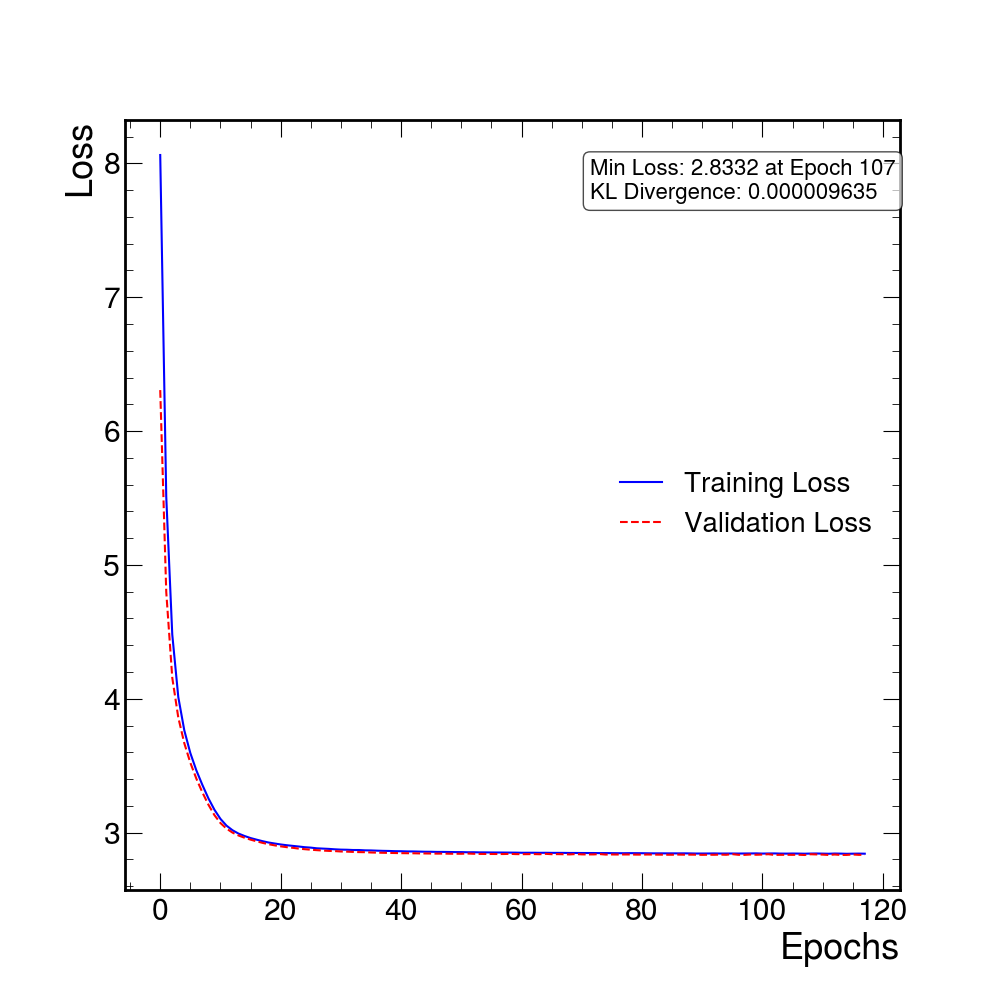 Loss
8
7
6
5
4
3
Min Loss: 2.8332 at Epoch 107
KL Divergence: 0.000009635
Training Loss
Validation Loss
0 20 40 60 80 100 120
Epochs